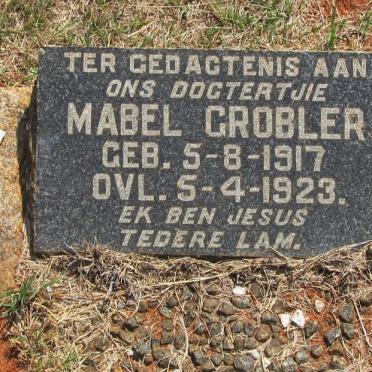 TER GEDAGTENIS AAN
ONS DOGTERTJIE
MABEL GROBLER
GEB. 5-8-1917
OVL. 5-4-1923.
EK BEN JESUS
TEDERE LAM.